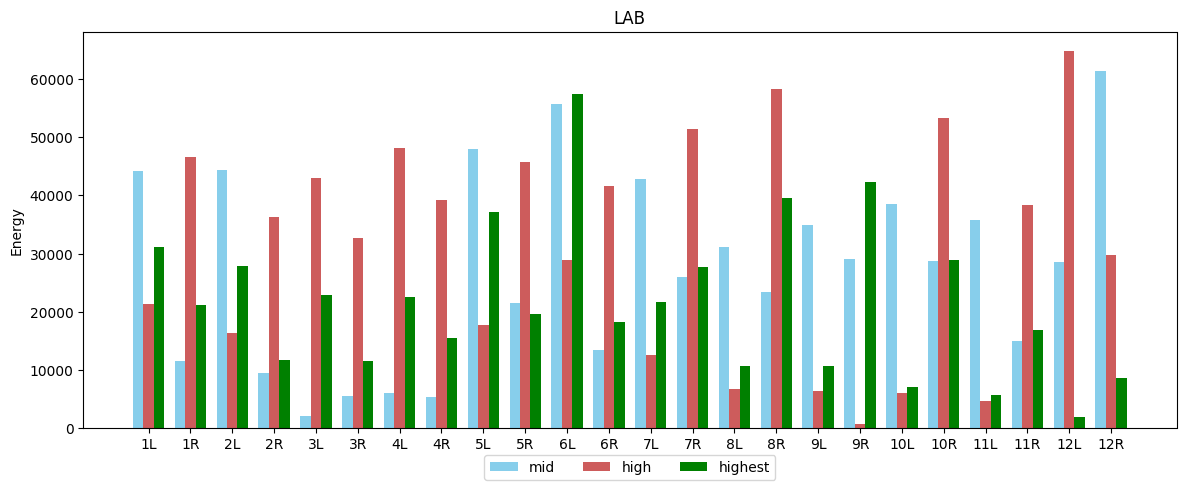 LAB
Energy
60000
50000
40000
30000
20000
10000
0
1L 1R 2L 2R 3L 3R 4L 4R 5L 5R 6L 6R 7L 7R 8L 8R 9L 9R 10L 10R 11L 11R 12L 12R
mid high highest